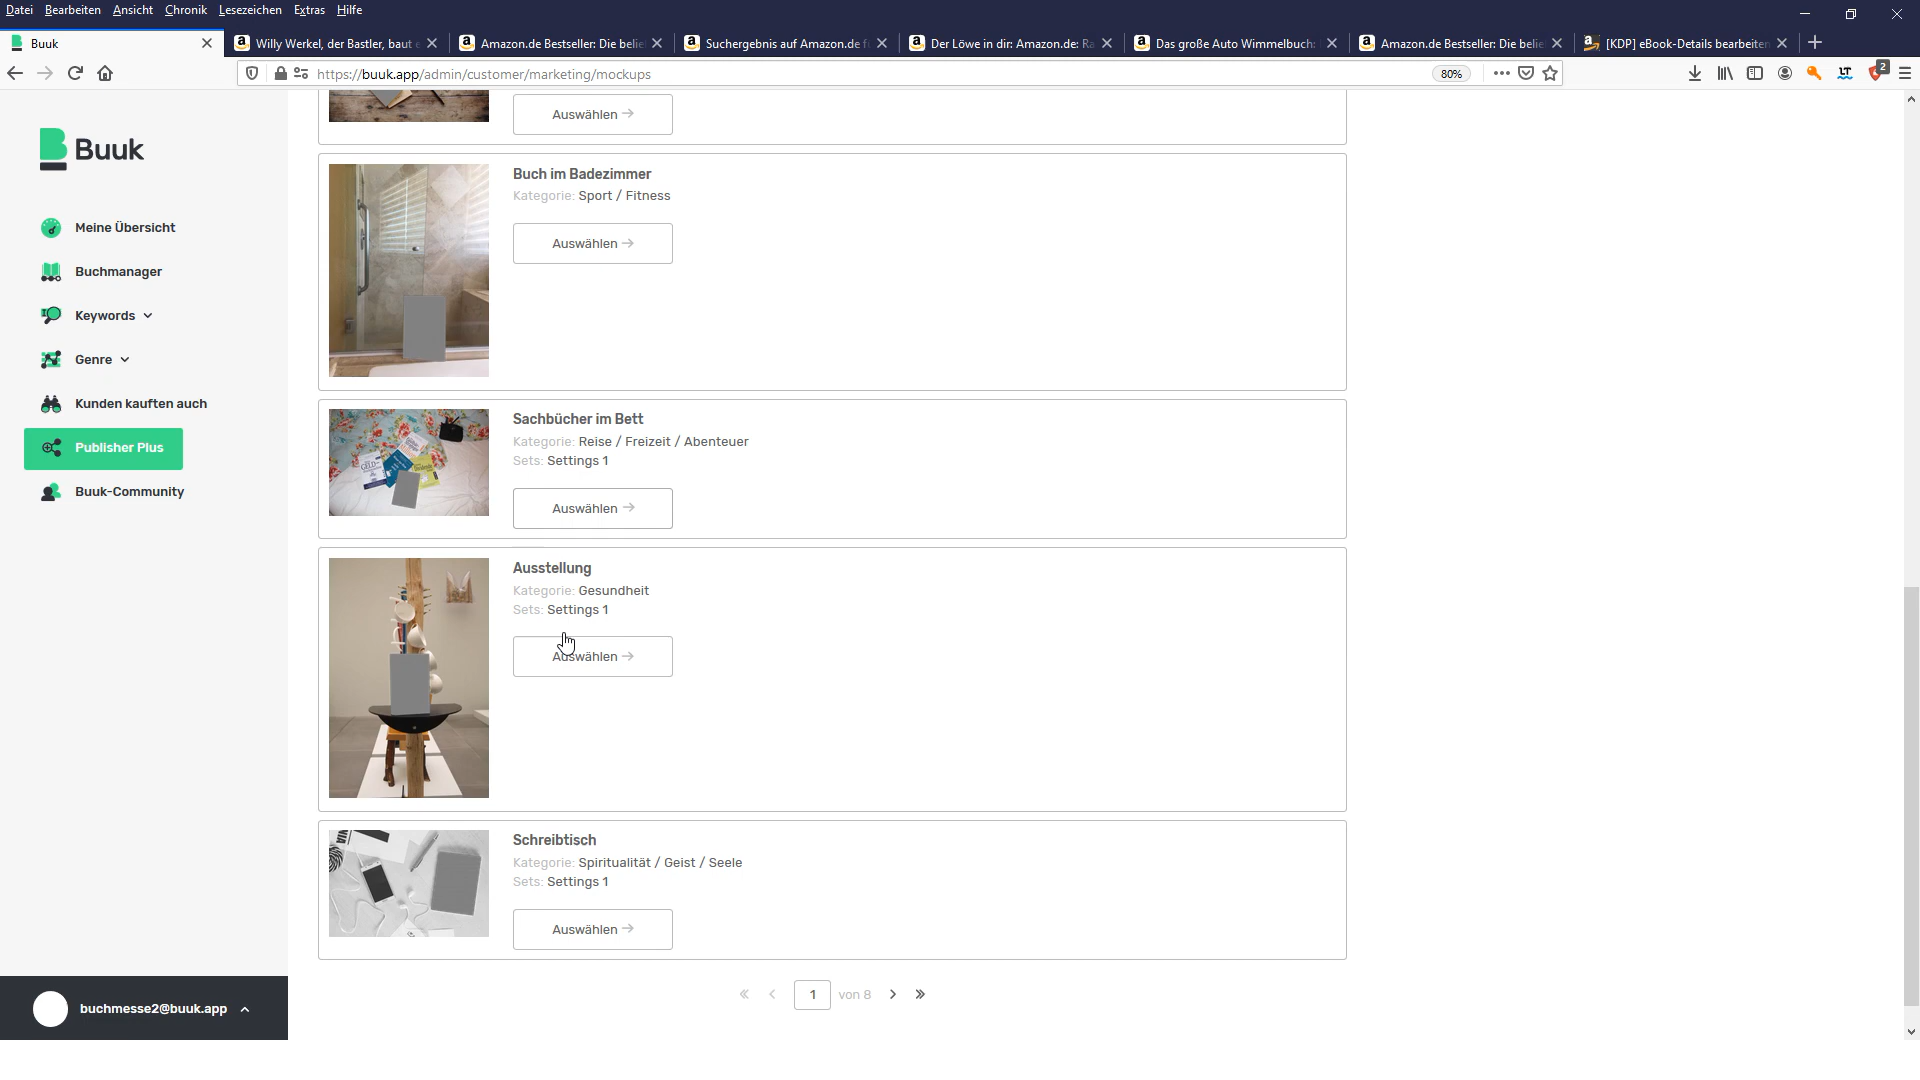 Datei Bearbeiten Ansicht Chronik Lesezeichen Extras Hilfe
Buuk
Willy Werkel, der Bastler, baut e
Amazon.de Bestseller: Die belie
Suchergebnis auf Amazon.de f
Der Löwe in dir: Amazon.de: Ra
Das große Auto Wimmelbuch:
Amazon.de Bestseller: Die belie
[KDP] eBook-Details bearbeiten
https://buuk.app/admin/customer/marketing/mockups
80%
2
Buuk
Meine Übersicht
Buchmanager
Keywords
Genre
Kunden kauften auch
Publisher Plus
Buuk-Community
buchmesse2@buuk.app
Auswählen
Buch im Badezimmer
Kategorie: Sport / Fitness
Auswählen
Sachbücher im Bett
Kategorie: Reise / Freizeit / Abenteuer
Sets: Settings 1
Auswählen
Ausstellung
Kategorie: Gesundheit
Sets: Settings 1
Auswählen
Schreibtisch
Kategorie: Spiritualität / Geist / Seele
Sets: Settings 1
Auswählen
« ‹ 1 von 8 › »